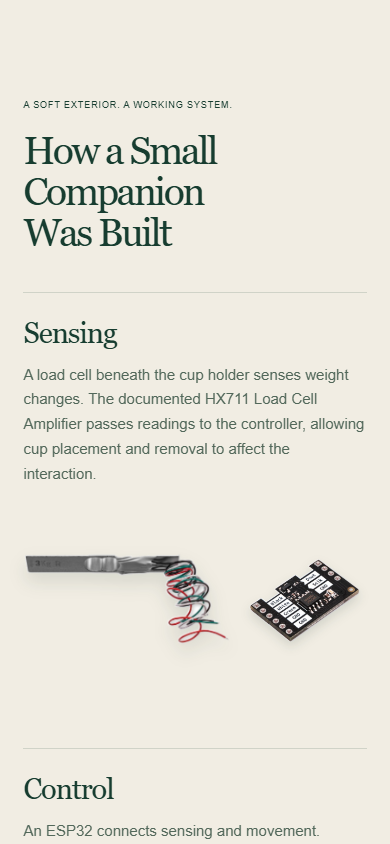 A SOFT EXTERIOR. A WORKING SYSTEM.
How a Small
Companion
Was Built
Sensing
A load cell beneath the cup holder senses weight
changes. The documented HX711 Load Cell
Amplifier passes readings to the controller, allowing
cup placement and removal to affect the
interaction.
Control
An ESP32 connects sensing and movement.